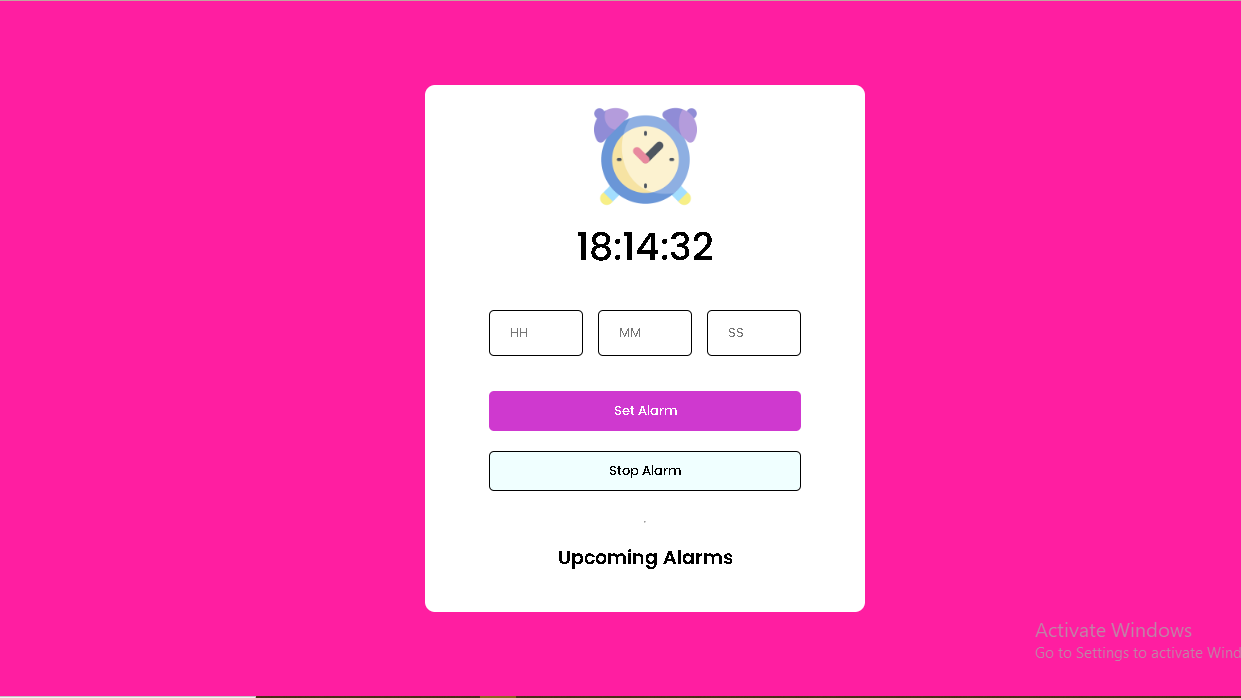 18:14:32
HH MM SS
Set Alarm
Stop Alarm
Upcoming Alarms
Activate Windows
Go to Settings to activate Wind